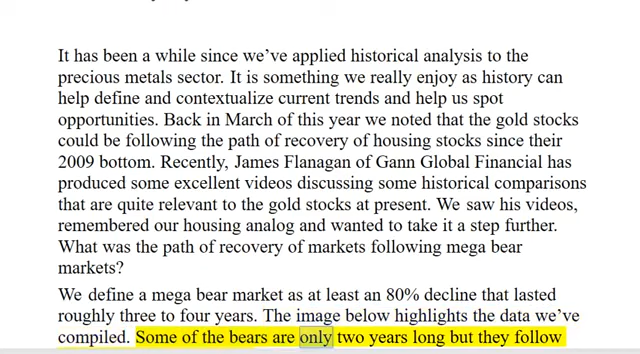 It has been a while since we've applied historical analysis to the
precious metals sector. It is something we really enjoy as history can
help define and contextualize current trends and help us spot
opportunities. Back in March of this year we noted that the gold stocks
could be following the path of recovery of housing stocks since their
2009 bottom. Recently, James Flanagan of Gann Global Financial has
produced some excellent videos discussing some historical comparisons
that are quite relevant to the gold stocks at present. We saw his videos,
remembered our housing analog and wanted to take it a step further.
What was the path of recovery of markets following mega bear
markets?
We define a mega bear market as at least an 80% decline that lasted
roughly three to four years. The image below highlights the data we've
compiled. Some of the bears are only two years long but they follow